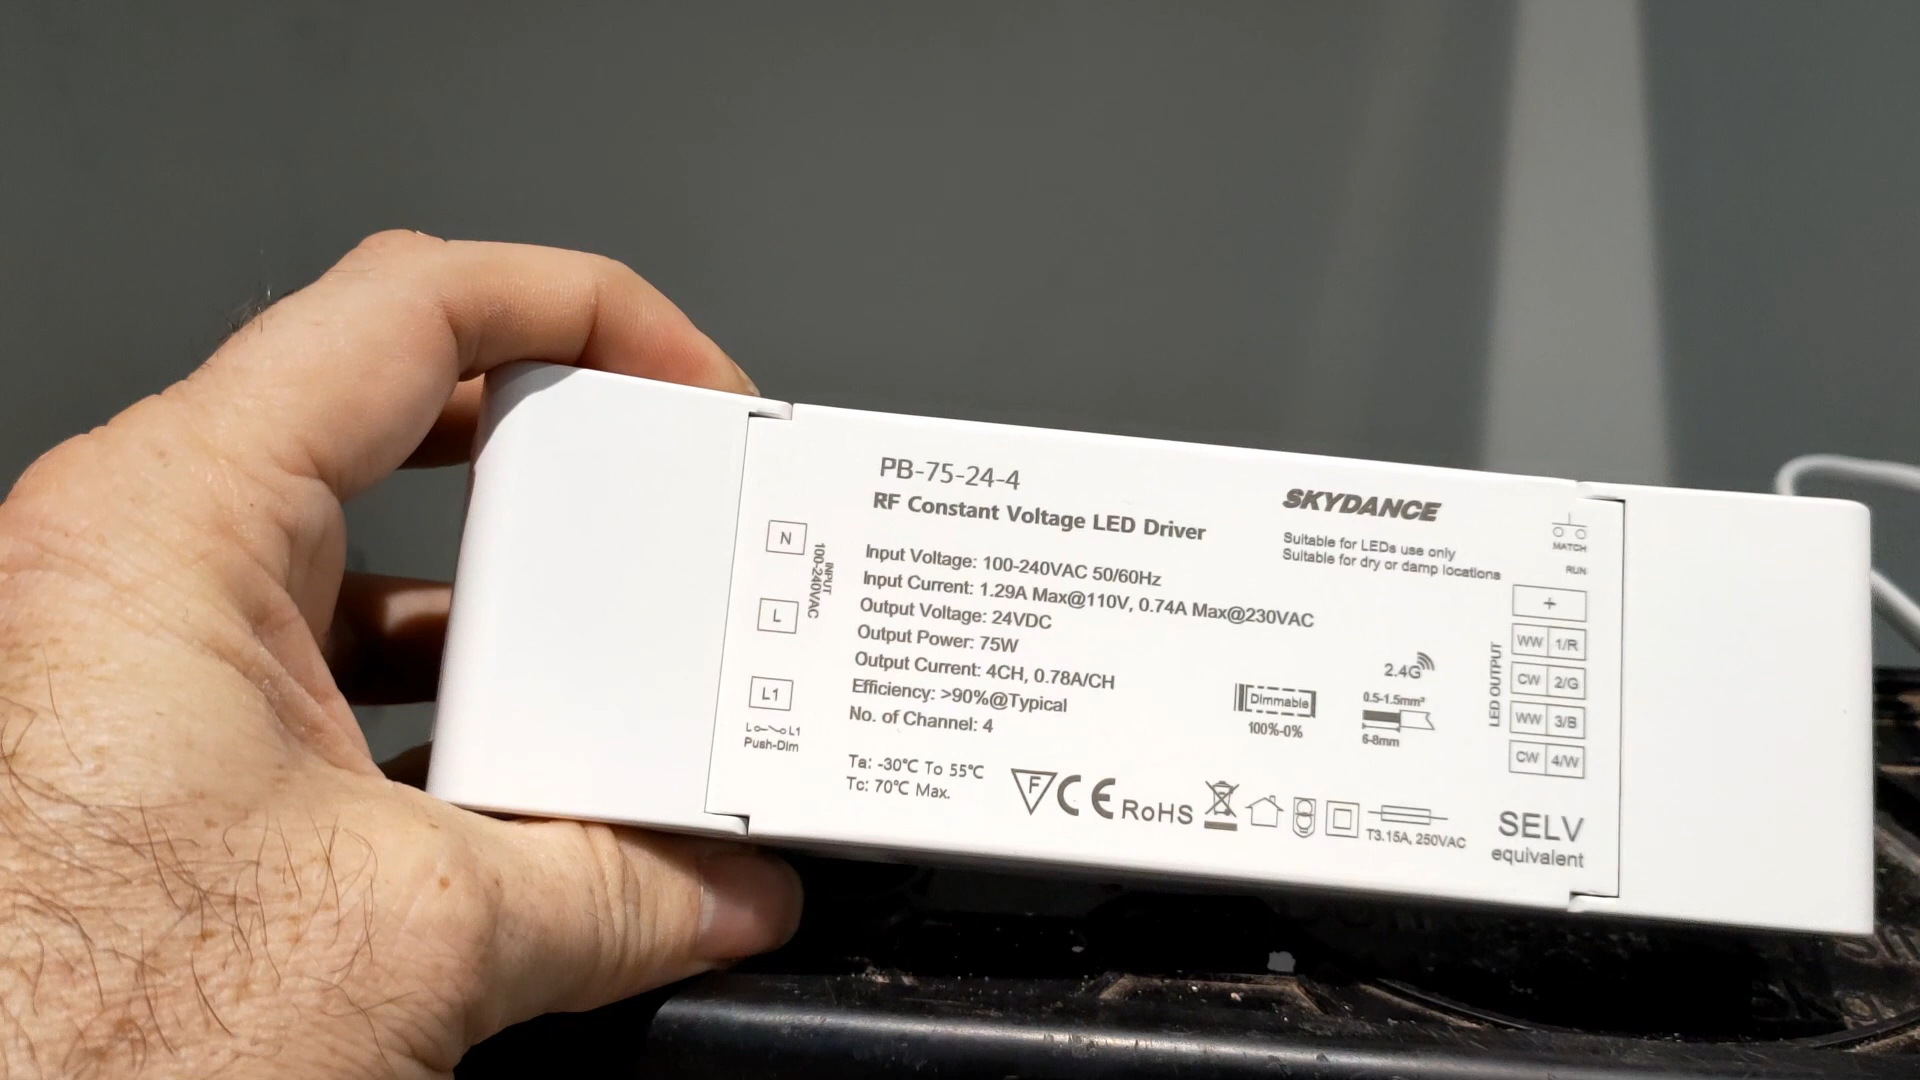 PB-75-24-4
RF Constant Voltage LED Driver
Input Voltage: 100-240VAC 50/60Hz
Input Current: 1.29A Max@110V, 0.74A Max@230VAC
Output Voltage: 24VDC
Output Power: 75W
Output Current: 4CH, 0.78A/CH
Efficiency: >90%@Typical
No. of Channel: 4
Ta: -30℃ To 55℃
Tc: 70℃ Max.
N
L
L1
INPUT
100-240VAC
L L1
Push-Dim
SKYDANCE
Suitable for LEDs use only
Suitable for dry or damp locations
MATCH
RUN
+
LED OUTPUT
WW 1/R
CW 2/G
WW 3/B
CW 4/W
2.4G
Dimmable
100%-0%
0.5-1.5mm²
6-8mm
F CE RoHS
T3.15A, 250VAC
SELV
equivalent